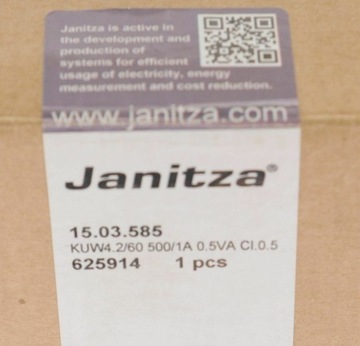 Janitza is active in
the development and
production of
systems for efficient
usage of electricity, energy
measurement and cost reduction.
www.janitza.com
Janitza®
15.03.585
KUW4.2/60 500/1A 0.5VA Cl.0.5
625914 1 pcs